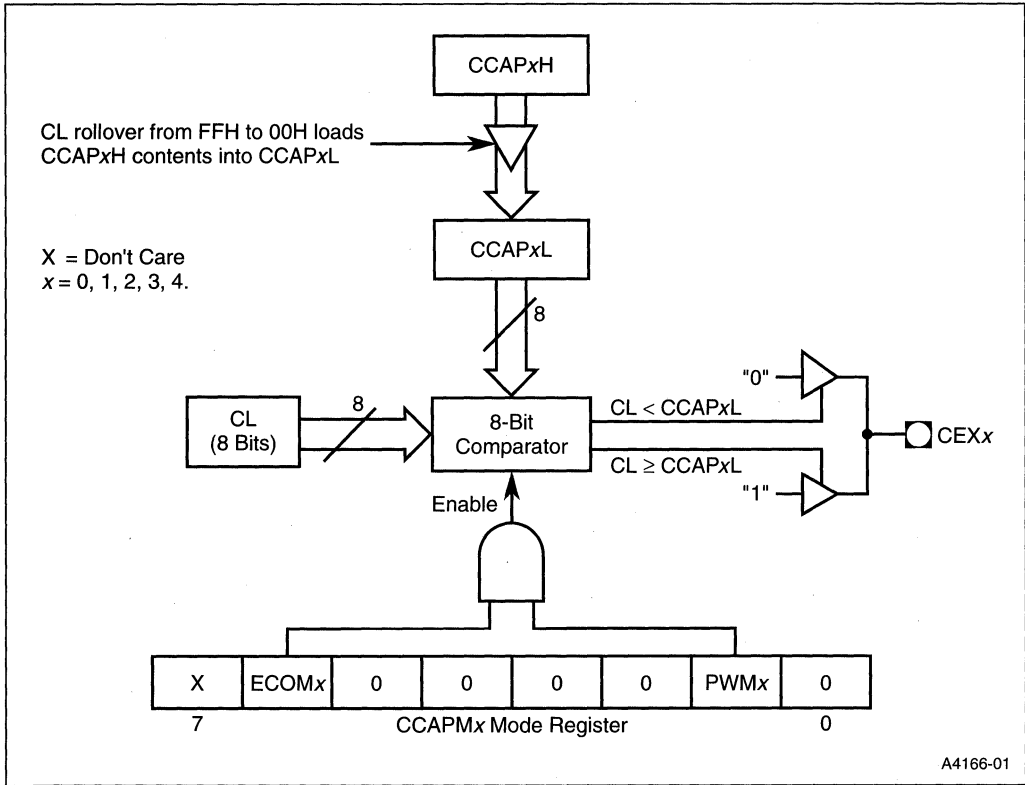 CCAPxH
CL rollover from FFH to 00H loads
CCAPxH contents into CCAPxL
CCAPxL
X = Don't Care
x = 0, 1, 2, 3, 4.
8
"0"
8
CL < CCAPxL
CL
(8 Bits)
8-Bit
Comparator
CEXx
CL ≥ CCAPxL
"1"
Enable
X ECOMx 0 0 0 0 PWMx 0
7 CCAPMx Mode Register 0
A4166-01